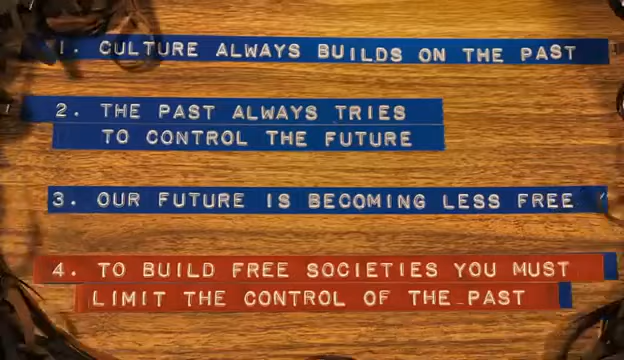 1. CULTURE ALWAYS BUILDS ON THE PAST
2. THE PAST ALWAYS TRIES
TO CONTROL THE FUTURE
3. OUR FUTURE IS BECOMING LESS FREE
4. TO BUILD FREE SOCIETIES YOU MUST
LIMIT THE CONTROL OF THE PAST